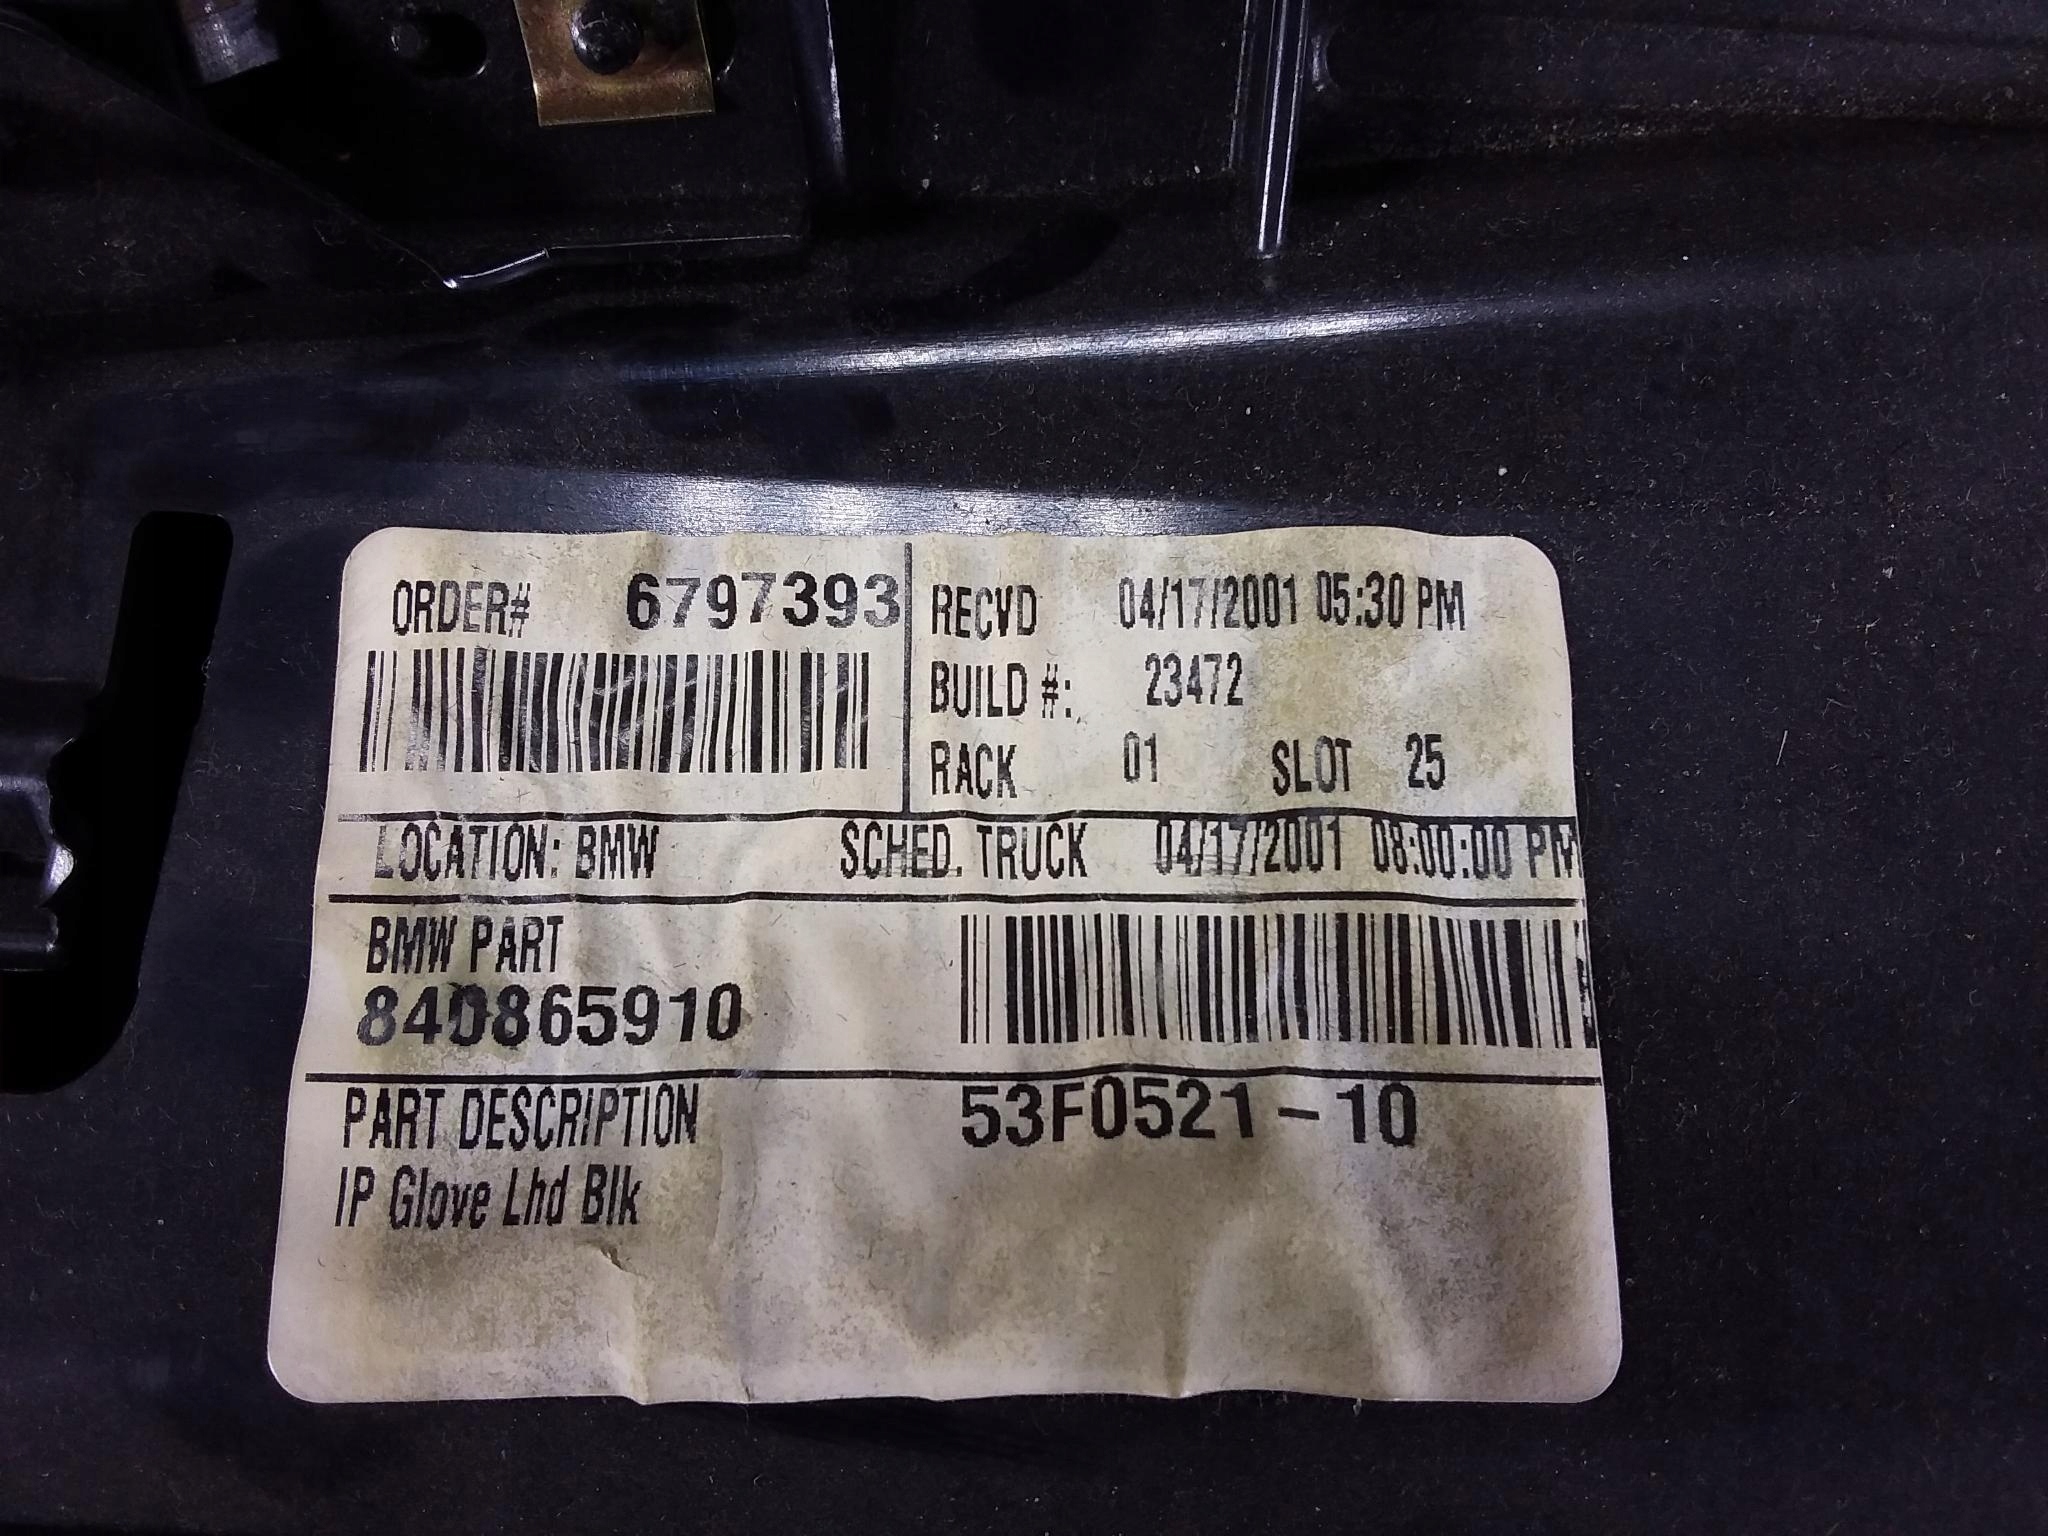 ORDER# 6797393
RECVD 04/17/2001 05:30 PM
BUILD #: 23472
RACK 01 SLOT 25
LOCATION: BMW SCHED. TRUCK 04/17/2001 08:00:00 PM
BMW PART
840865910
PART DESCRIPTION 53F0521-10
IP Glove Lhd Blk